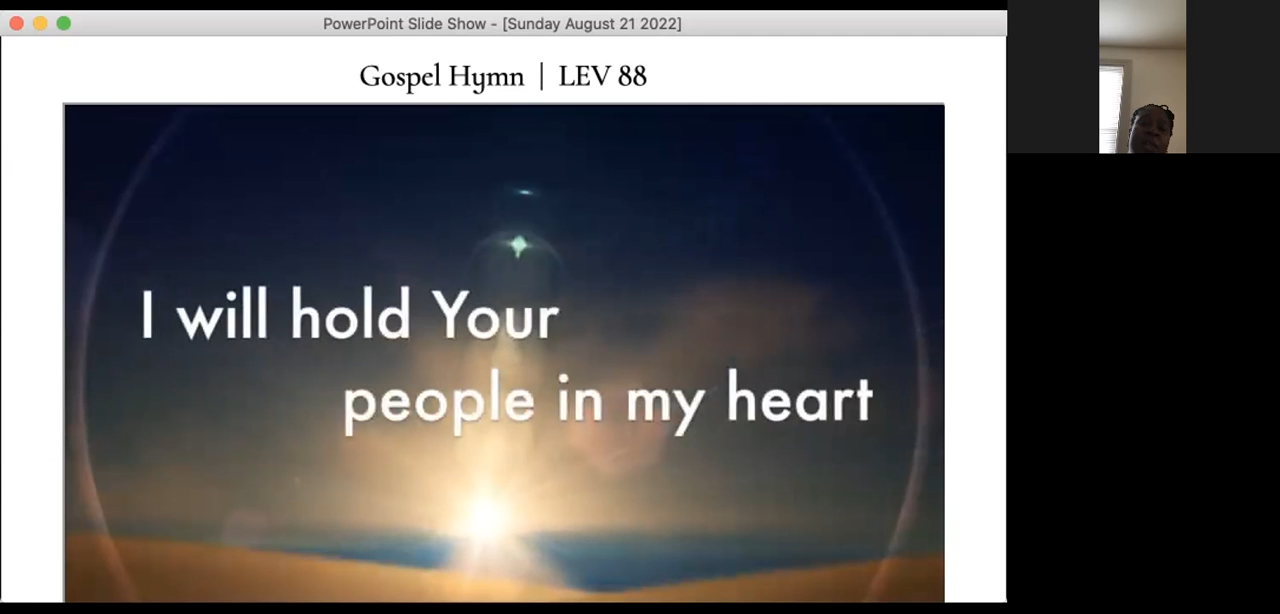 PowerPoint Slide Show - [Sunday August 21 2022]
Gospel Hymn | LEV 88
I will hold Your
people in my heart